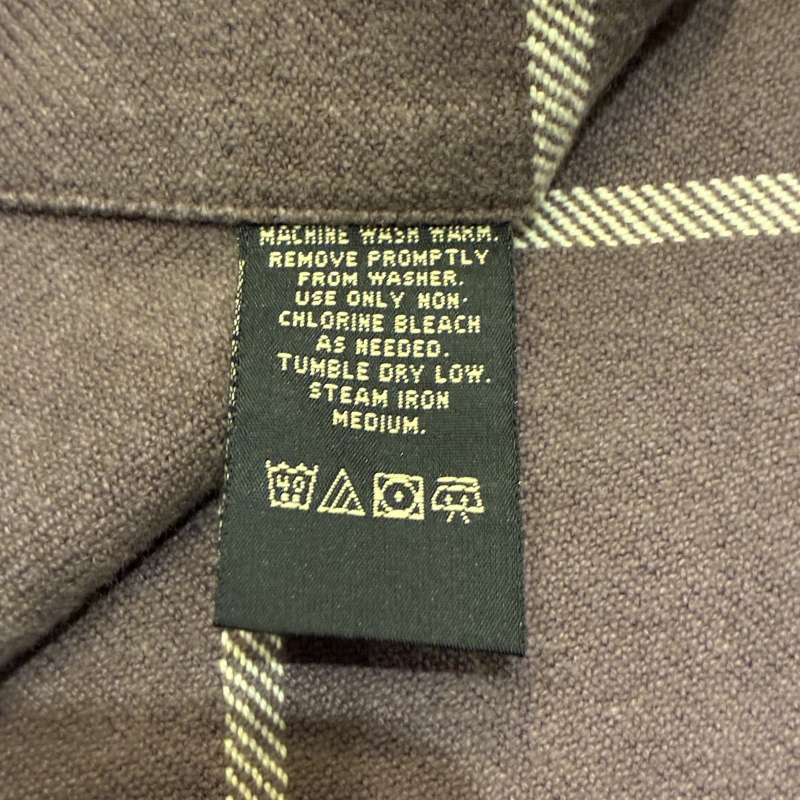 MACHINE WASH WARM.
REMOVE PROMPTLY
FROM WASHER.
USE ONLY NON-
CHLORINE BLEACH
AS NEEDED.
TUMBLE DRY LOW.
STEAM IRON
MEDIUM.
40